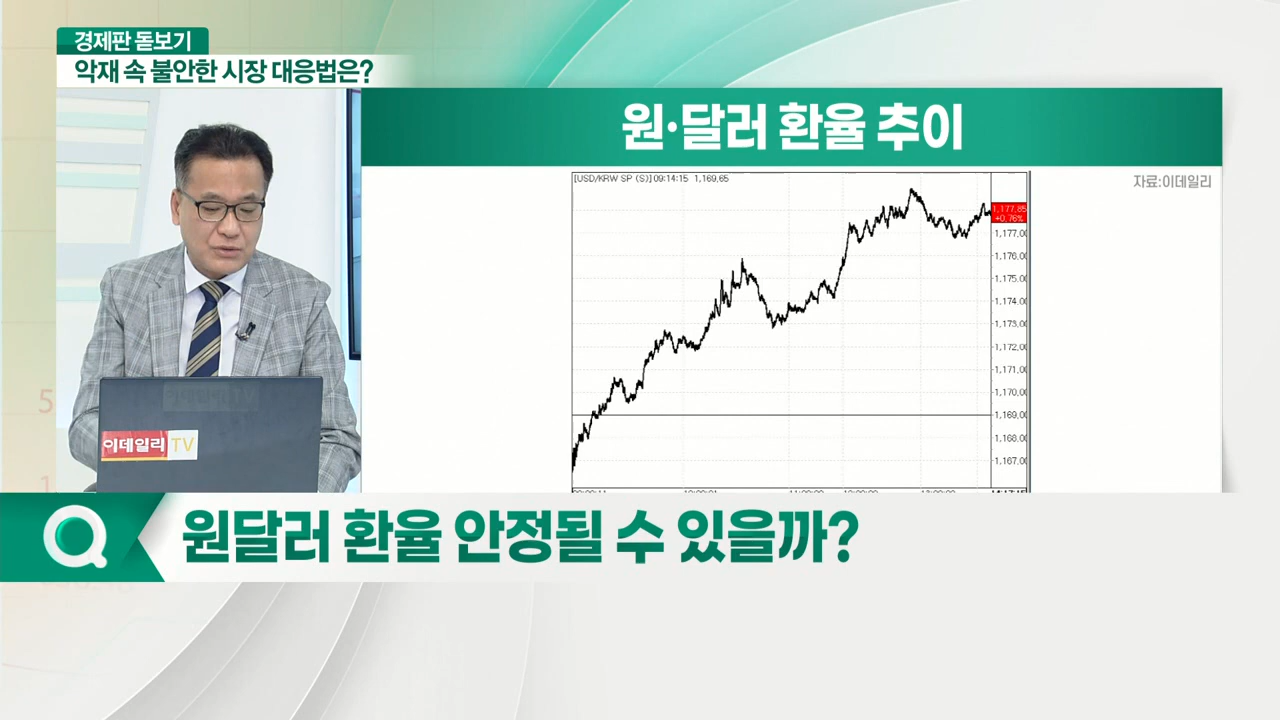 경제판 돋보기
악재 속 불안한 시장 대응법은?
원·달러 환율 추이
자료:이데일리
[USD/KRW SP (S)] 09:14:15 1,169,65
1,177,85
+0,76%
1,177,00
1,176,00
1,175,00
1,174,00
1,173,00
1,172,00
1,171,00
1,170,00
1,169,00
1,168,00
1,167,00
이데일리 TV
Q 원달러 환율 안정될 수 있을까?